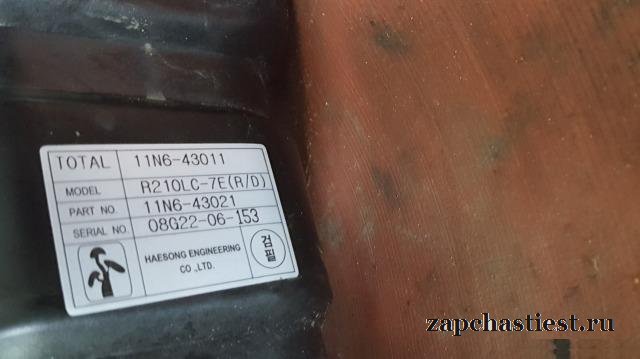 TOTAL 11N6-43011
MODEL R210LC-7E(R/D)
PART NO. 11N6-43021
SERIAL NO. 08G22-06-153
HAESONG ENGINEERING
CO.,LTD.
검
필
zapchastiest.ru